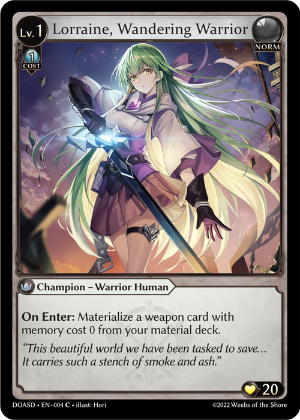 Lv.1 Lorraine, Wandering Warrior
NORM
1
COST
Champion – Warrior Human
On Enter: Materialize a weapon card with
memory cost 0 from your material deck.
“This beautiful world we have been tasked to save…
It carries such a stench of smoke and ash.”
20
DOASD • EN-004 C • illust: Hori
©2022 Weebs of the Shore